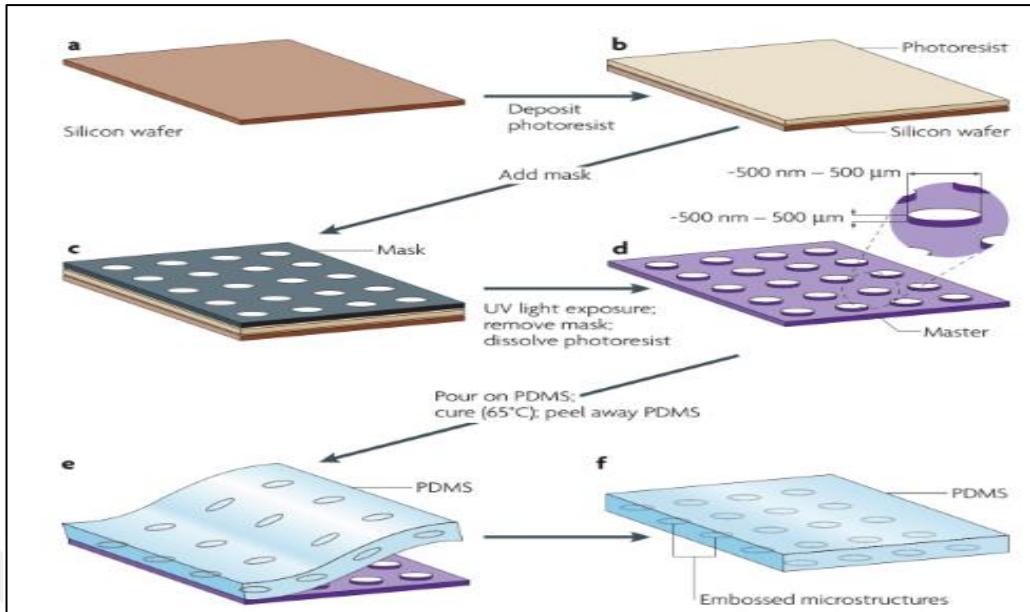 a
b
Photoresist
Deposit
photoresist
Silicon wafer
Silicon wafer
Add mask
-500 nm – 500 μm
-500 nm – 500 μm
c
Mask
d
UV light exposure;
remove mask;
dissolve photoresist
Master
Pour on PDMS;
cure (65°C); peel away PDMS
e
PDMS
f
PDMS
Embossed microstructures